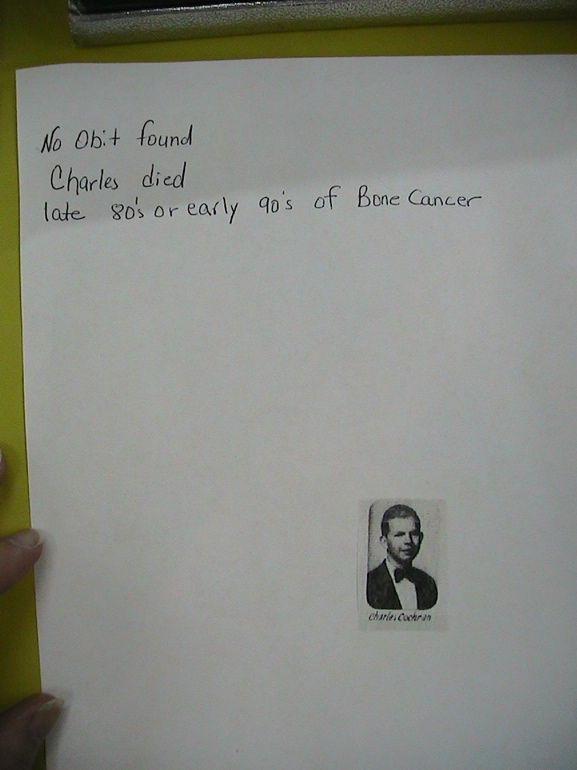 No Obit found
Charles died
late 80's or early 90's of Bone Cancer
Charles Cochran